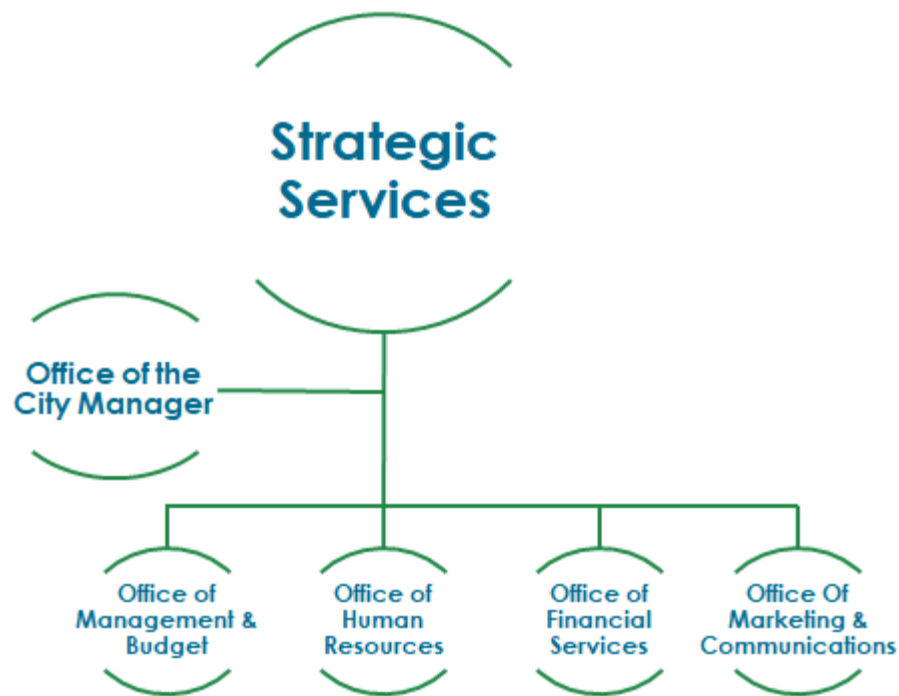 Strategic
Services
Office of the
City Manager
Office of
Management &
Budget
Office of
Human
Resources
Office of
Financial
Services
Office Of
Marketing &
Communications